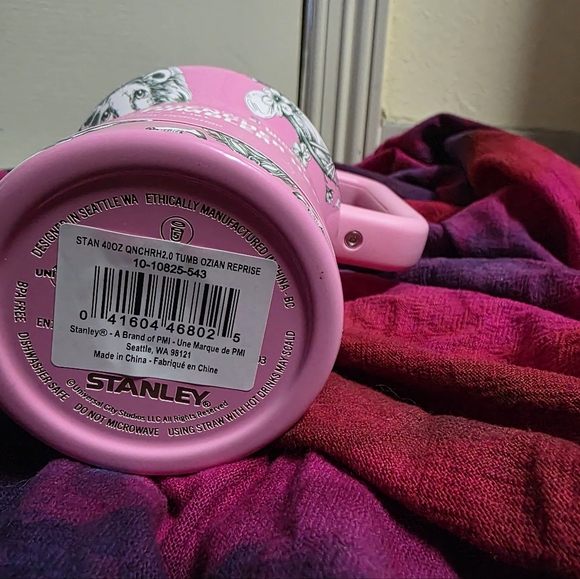 DESIGNED IN SEATTLE WA ETHICALLY MANUFACTURED IN CHINA - BC
STAN 40OZ QNCHRH2.0 TUMB OZIAN REPRISE
10-10825-543
0 41604 46802 5
Stanley® - A Brand of PMI - Une Marque de PMI
Seattle, WA 98121
Made in China - Fabriqué en Chine
STANLEY®
© Universal City Studios LLC All Rights Reserved
BPA FREE DISHWASHER SAFE DO NOT MICROWAVE USING STRAW WITH HOT DRINKS MAY SCALD